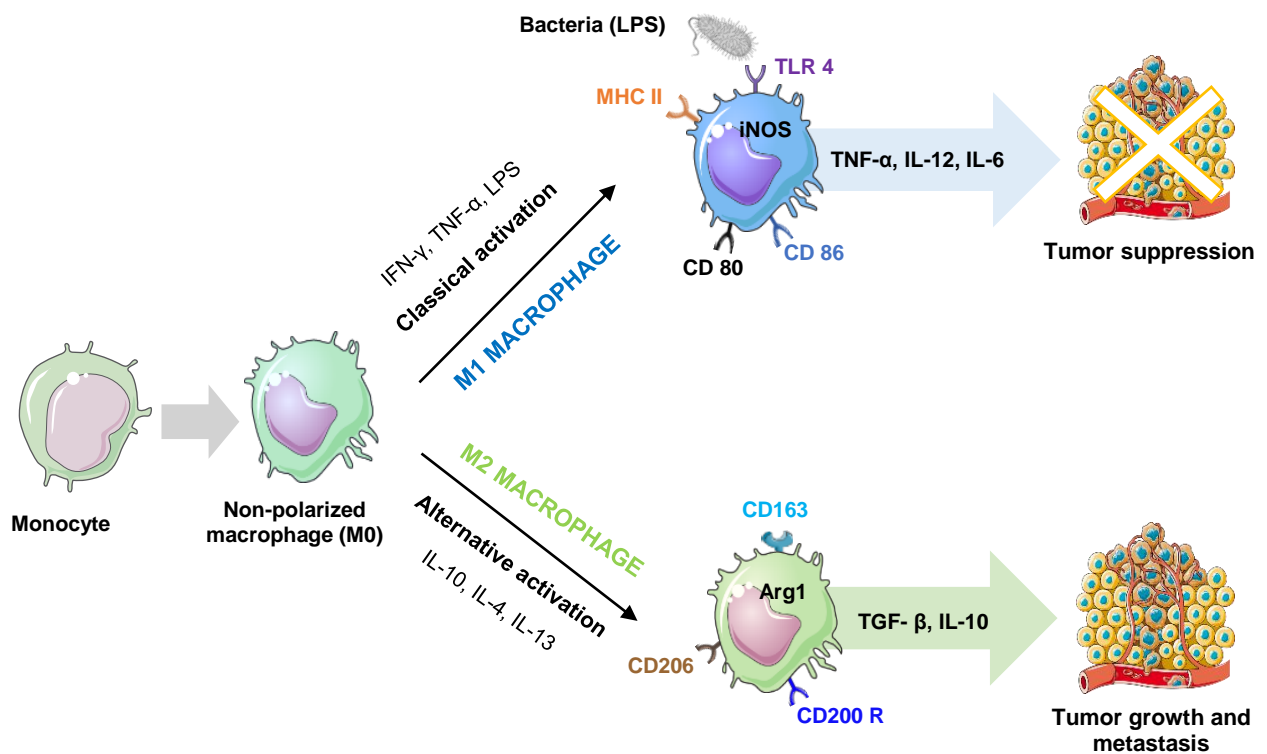 Bacteria (LPS)
TLR 4
MHC II
iNOS
TNF-α, IL-12, IL-6
CD 80
CD 86
Tumor suppression
IFN-γ, TNF-α, LPS
Classical activation
M1 MACROPHAGE
Monocyte
Non-polarized
macrophage (M0)
M2 MACROPHAGE
Alternative activation
IL-10, IL-4, IL-13
CD163
Arg1
TGF- β, IL-10
CD206
CD200 R
Tumor growth and
metastasis